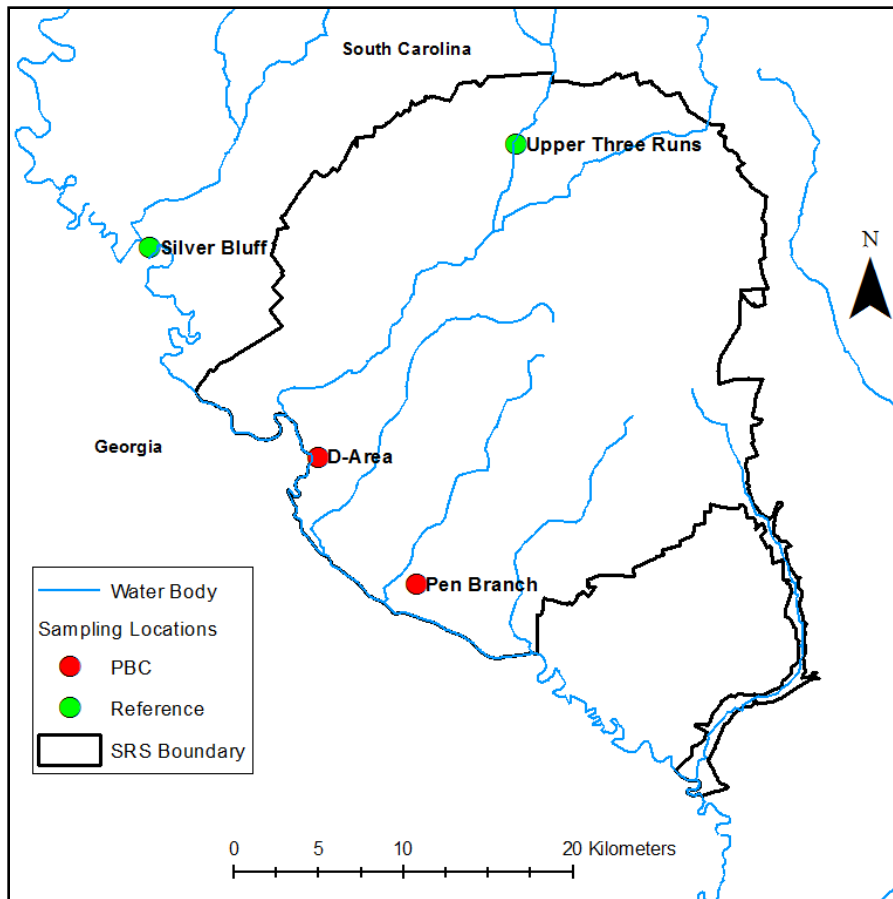 South Carolina
Upper Three Runs
Silver Bluff
N
Georgia
D-Area
Pen Branch
Water Body
Sampling Locations
PBC
Reference
SRS Boundary
0 5 10 20 Kilometers